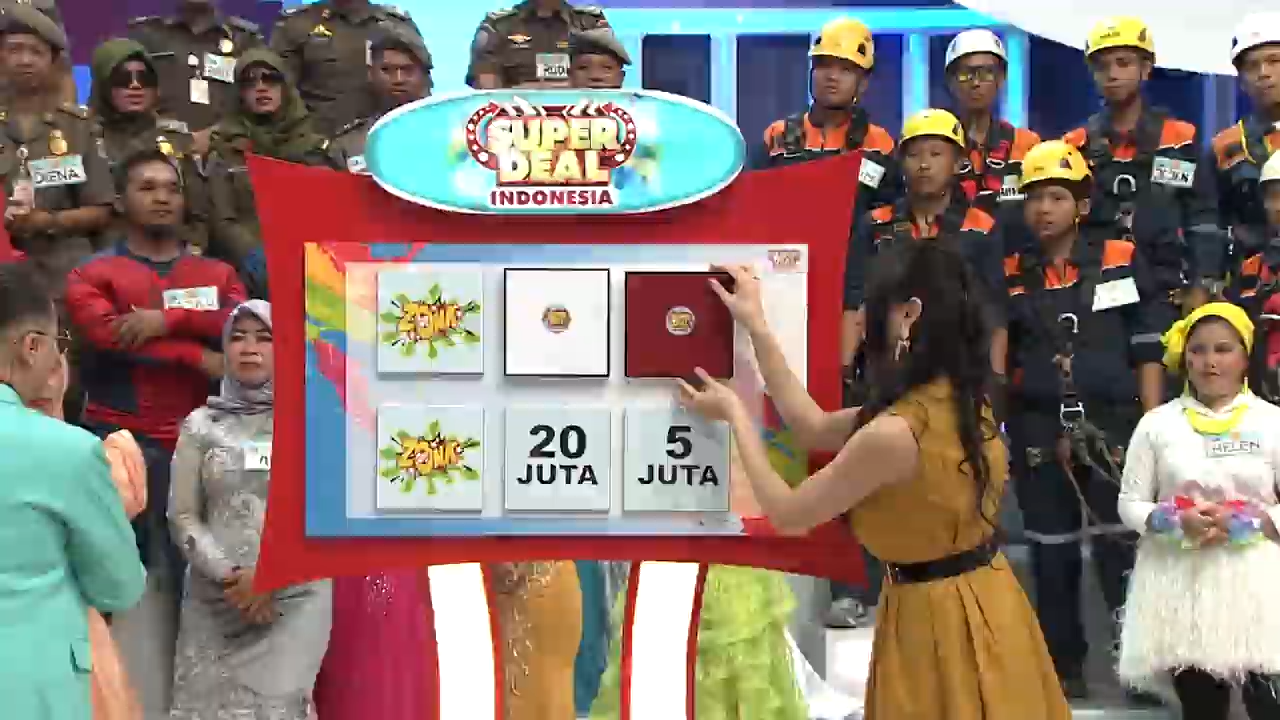 SUPER
DEAL
INDONESIA
DIENA
ZONK
ZONK
20
JUTA
5
JUTA
HELEN